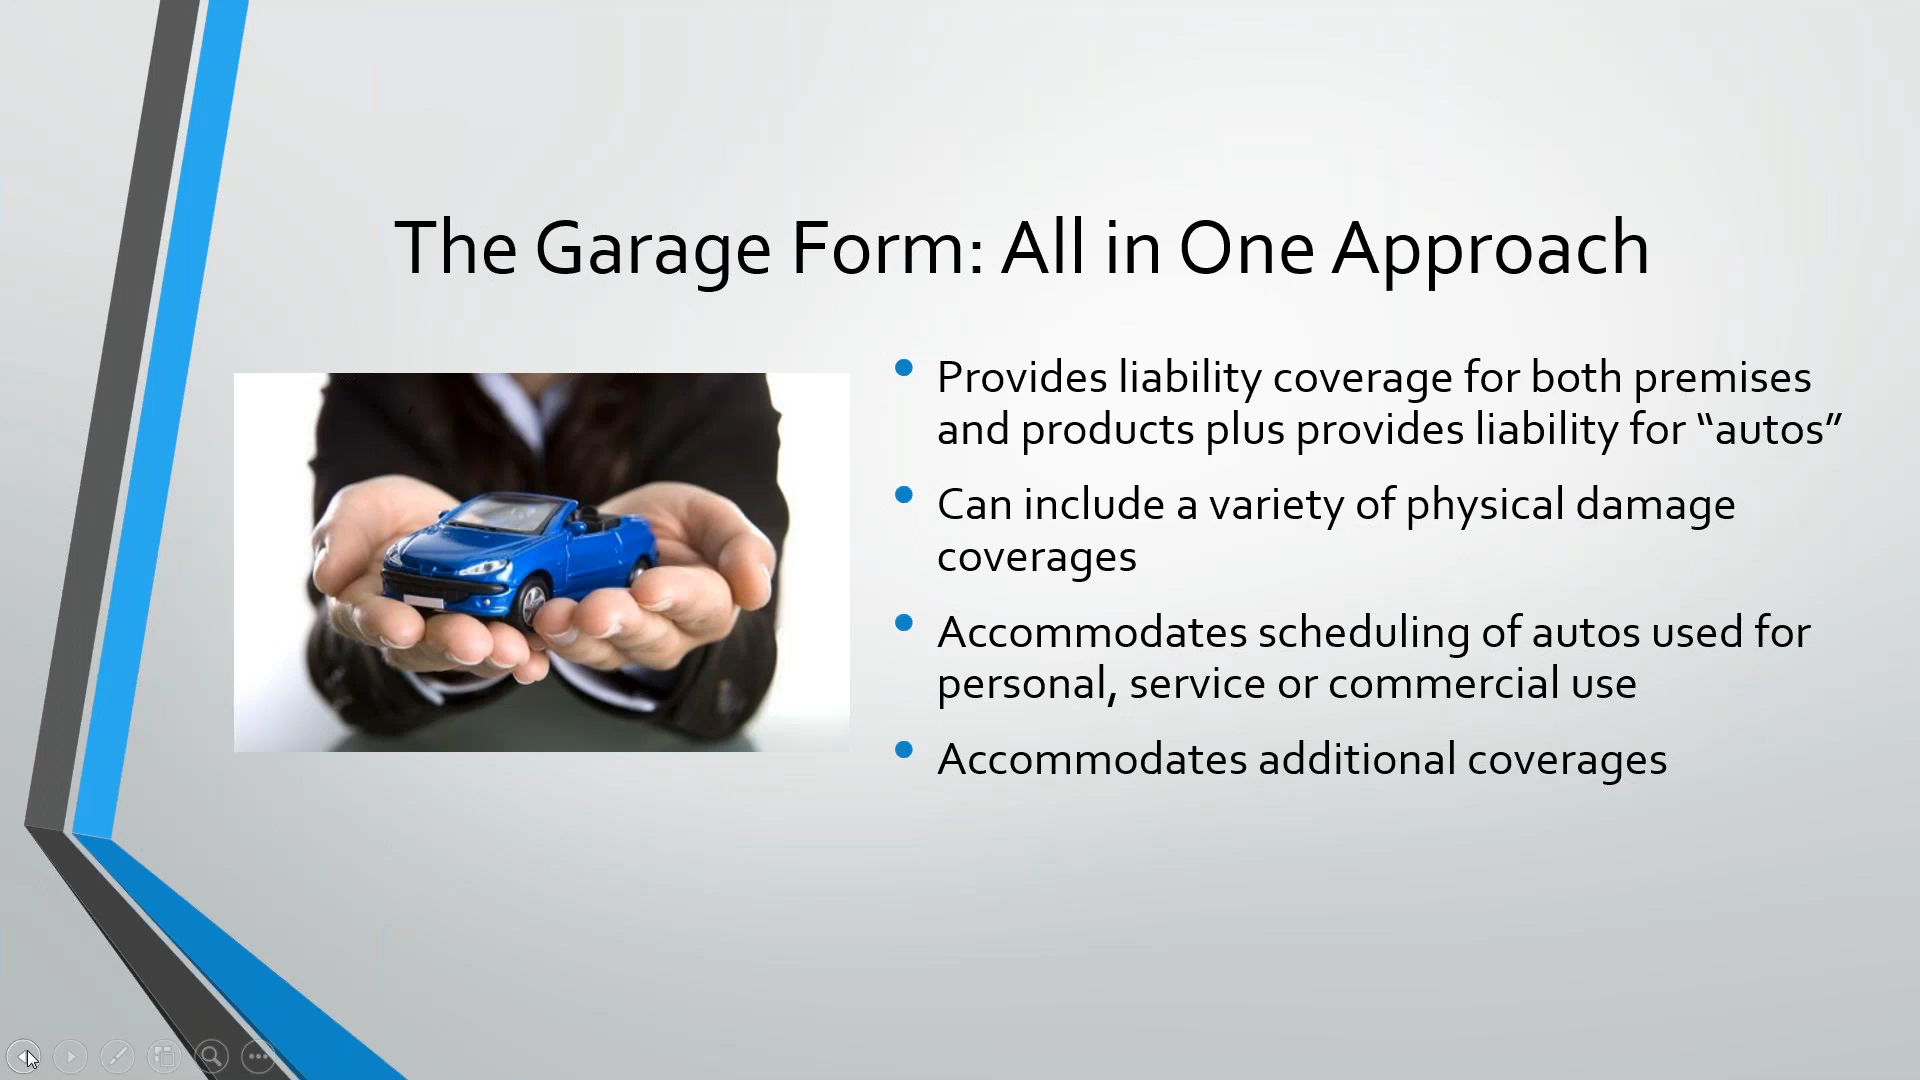 The Garage Form: All in One Approach
• Provides liability coverage for both premises
and products plus provides liability for “autos”
• Can include a variety of physical damage
coverages
• Accommodates scheduling of autos used for
personal, service or commercial use
• Accommodates additional coverages